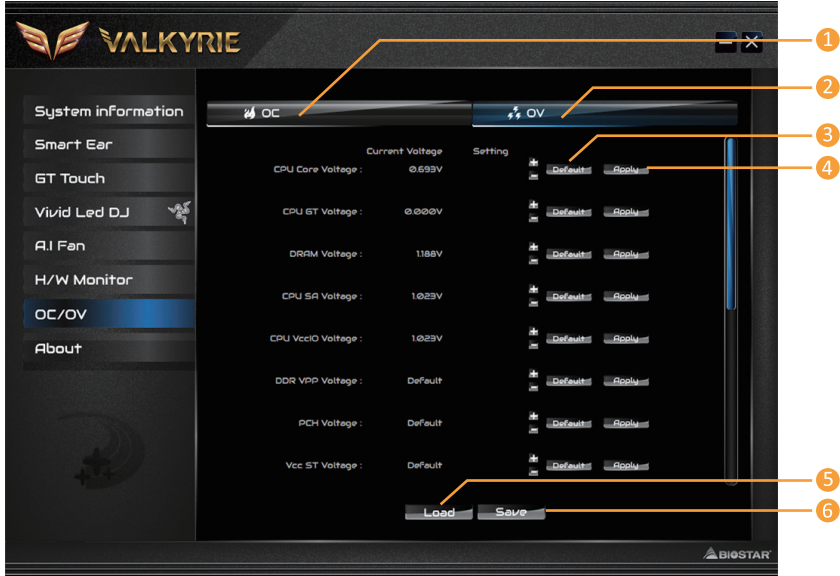 VALKYRIE
1
2
3
4
5
6
System information
Smart Ear
GT Touch
Vivid Led DJ
A.I Fan
H/W Monitor
OC/OV
About
OC
OV
Current Voltage Setting
CPU Core Voltage : 0.693V Default Apply
CPU GT Voltage : 0.000V Default Apply
DRAM Voltage : 1.188V Default Apply
CPU SA Voltage : 1.023V Default Apply
CPU VccIO Voltage : 1.023V Default Apply
DDR VPP Voltage : Default Default Apply
PCH Voltage : Default Default Apply
Vcc ST Voltage : Default Default Apply
Load Save
BIOSTAR